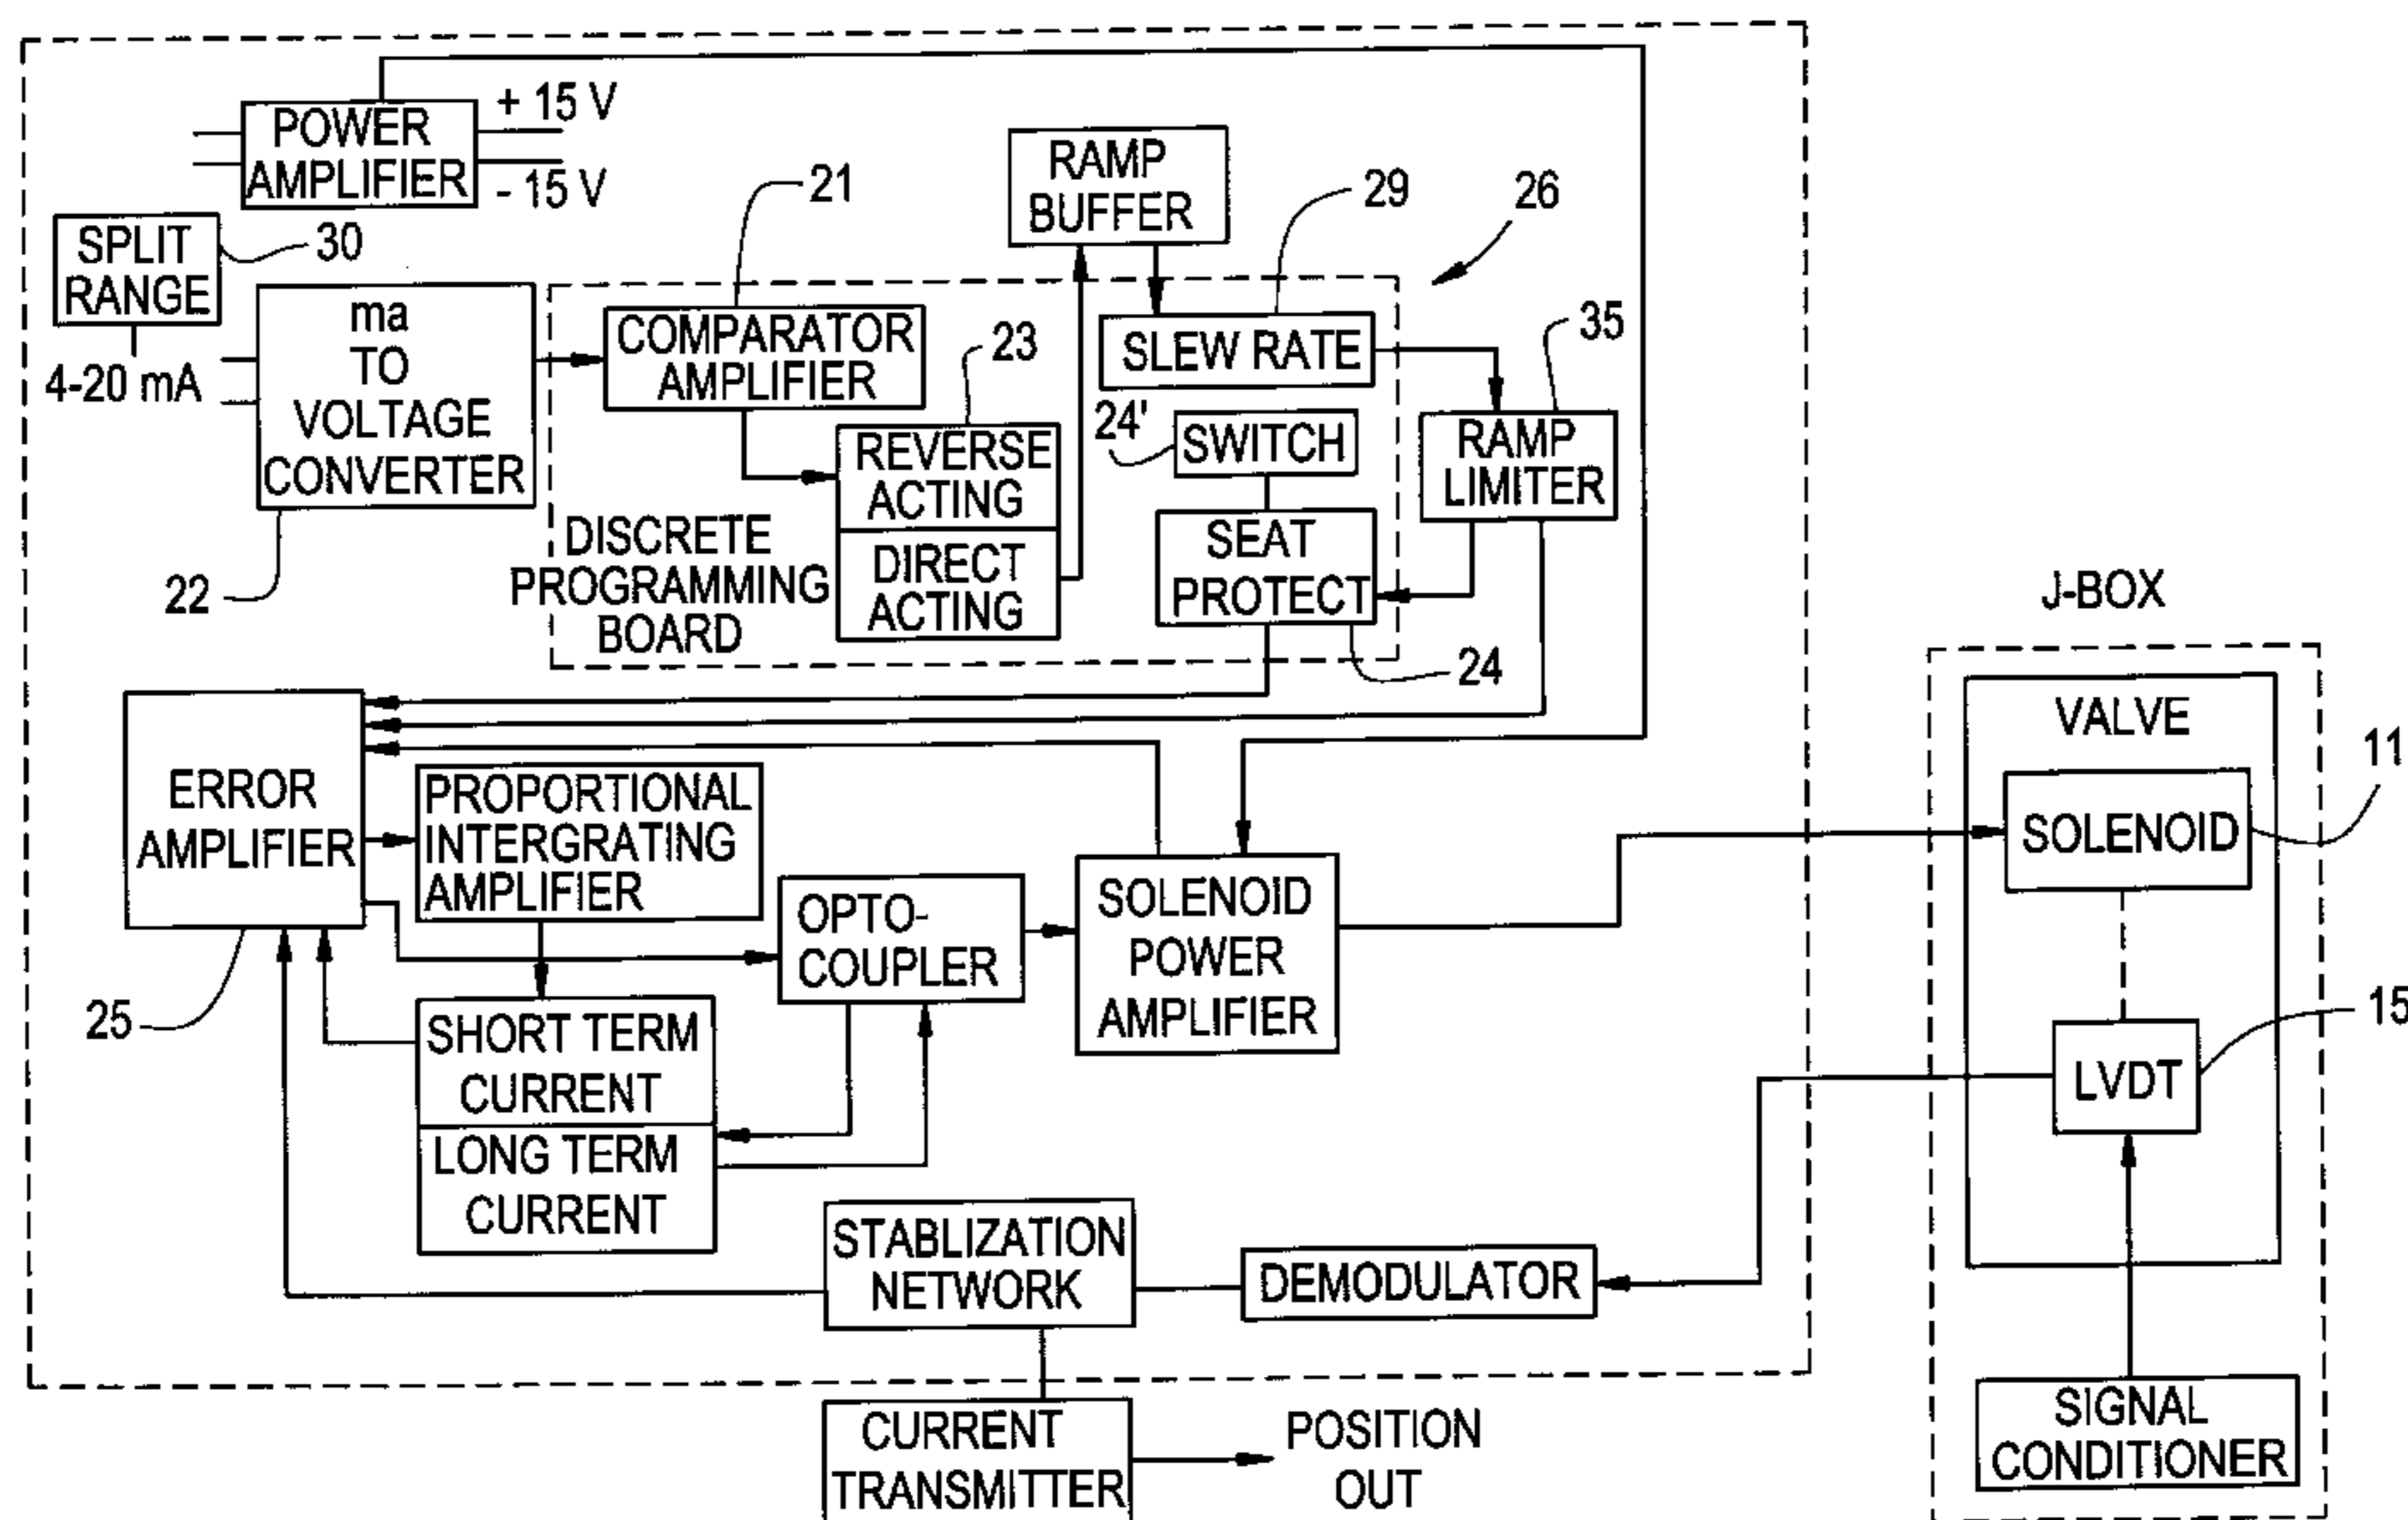 POWER
AMPLIFIER
+ 15 V
- 15 V
SPLIT
RANGE
30
4-20 mA
ma
TO
VOLTAGE
CONVERTER
22
21
COMPARATOR
AMPLIFIER
23
REVERSE
ACTING
DIRECT
ACTING
DISCRETE
PROGRAMMING
BOARD
RAMP
BUFFER
29
26
SLEW RATE
35
24'
SWITCH
RAMP
LIMITER
SEAT
PROTECT
24
J-BOX
VALVE
11
SOLENOID
15
LVDT
SIGNAL
CONDITIONER
ERROR
AMPLIFIER
25
PROPORTIONAL
INTERGRATING
AMPLIFIER
OPTO-
COUPLER
SOLENOID
POWER
AMPLIFIER
SHORT TERM
CURRENT
LONG TERM
CURRENT
STABLIZATION
NETWORK
DEMODULATOR
CURRENT
TRANSMITTER
POSITION
OUT